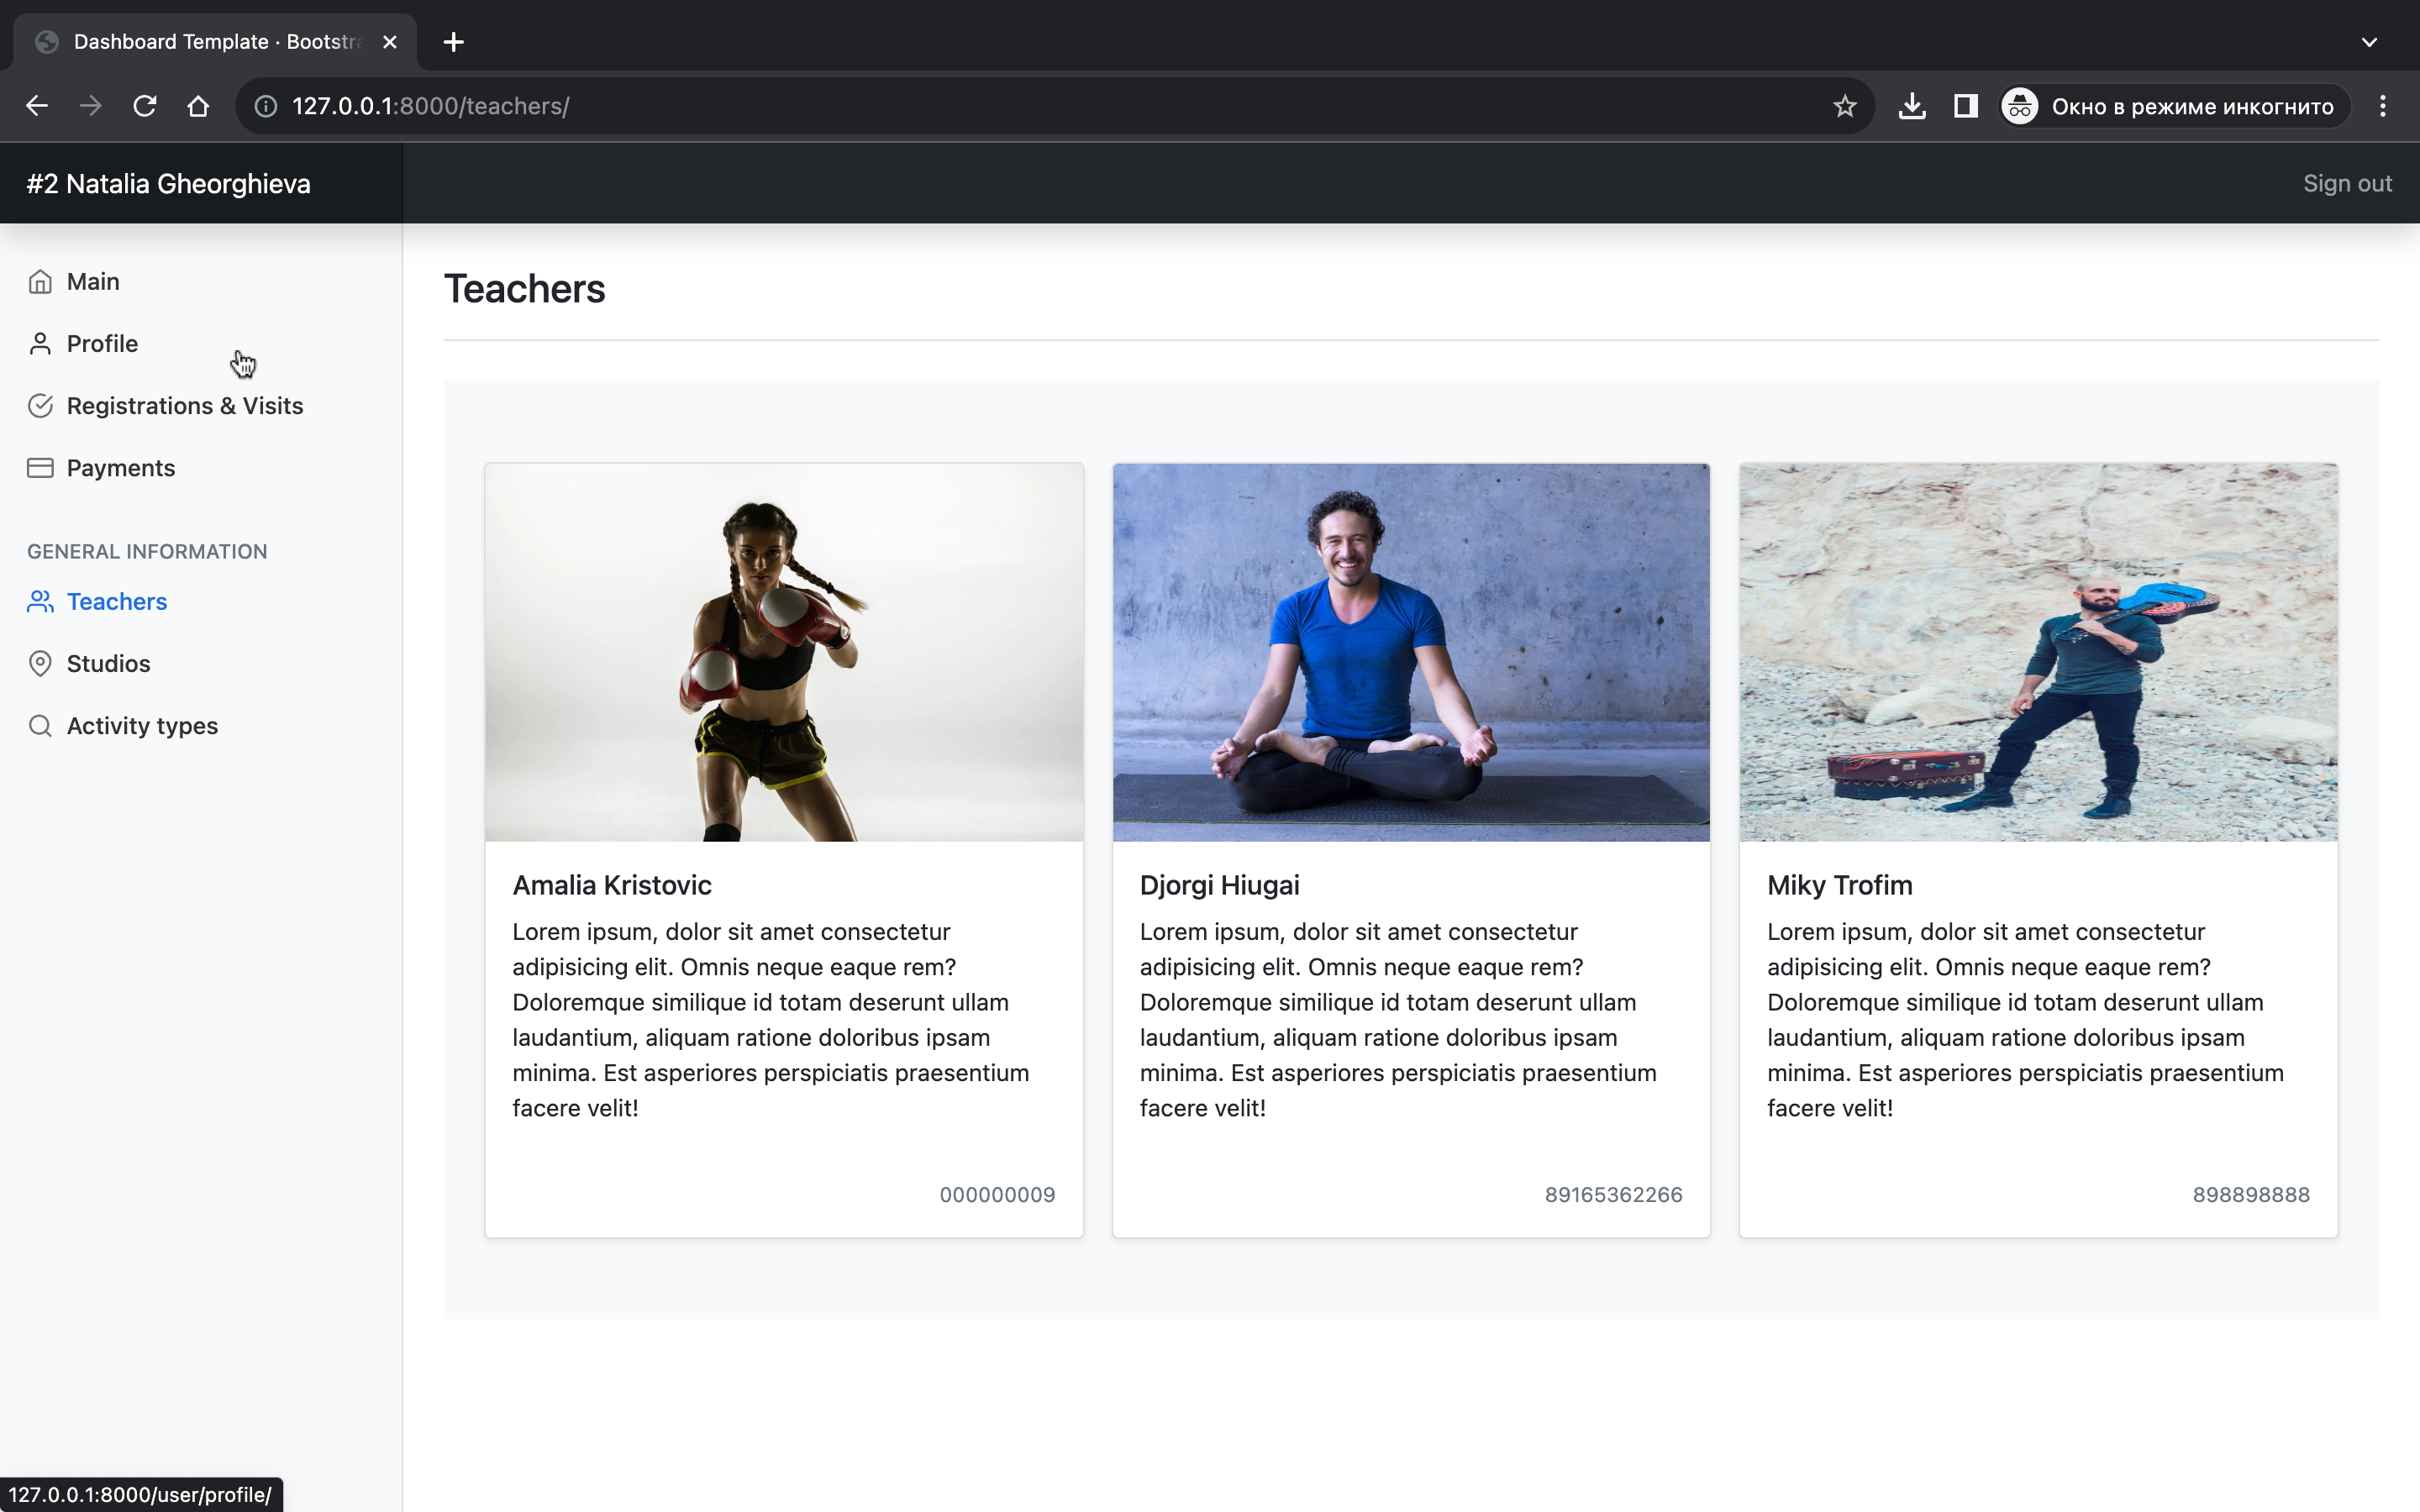 Dashboard Template · Bootstra
127.0.0.1:8000/teachers/
Окно в режиме инкогнито
#2 Natalia Gheorghieva
Sign out
Main
Profile
Registrations & Visits
Payments
GENERAL INFORMATION
Teachers
Studios
Activity types
Teachers
Amalia Kristovic
Lorem ipsum, dolor sit amet consectetur
adipisicing elit. Omnis neque eaque rem?
Doloremque similique id totam deserunt ullam
laudantium, aliquam ratione doloribus ipsam
minima. Est asperiores perspiciatis praesentium
facere velit!
000000009
Djorgi Hiugai
Lorem ipsum, dolor sit amet consectetur
adipisicing elit. Omnis neque eaque rem?
Doloremque similique id totam deserunt ullam
laudantium, aliquam ratione doloribus ipsam
minima. Est asperiores perspiciatis praesentium
facere velit!
89165362266
Miky Trofim
Lorem ipsum, dolor sit amet consectetur
adipisicing elit. Omnis neque eaque rem?
Doloremque similique id totam deserunt ullam
laudantium, aliquam ratione doloribus ipsam
minima. Est asperiores perspiciatis praesentium
facere velit!
898898888
127.0.0.1:8000/user/profile/